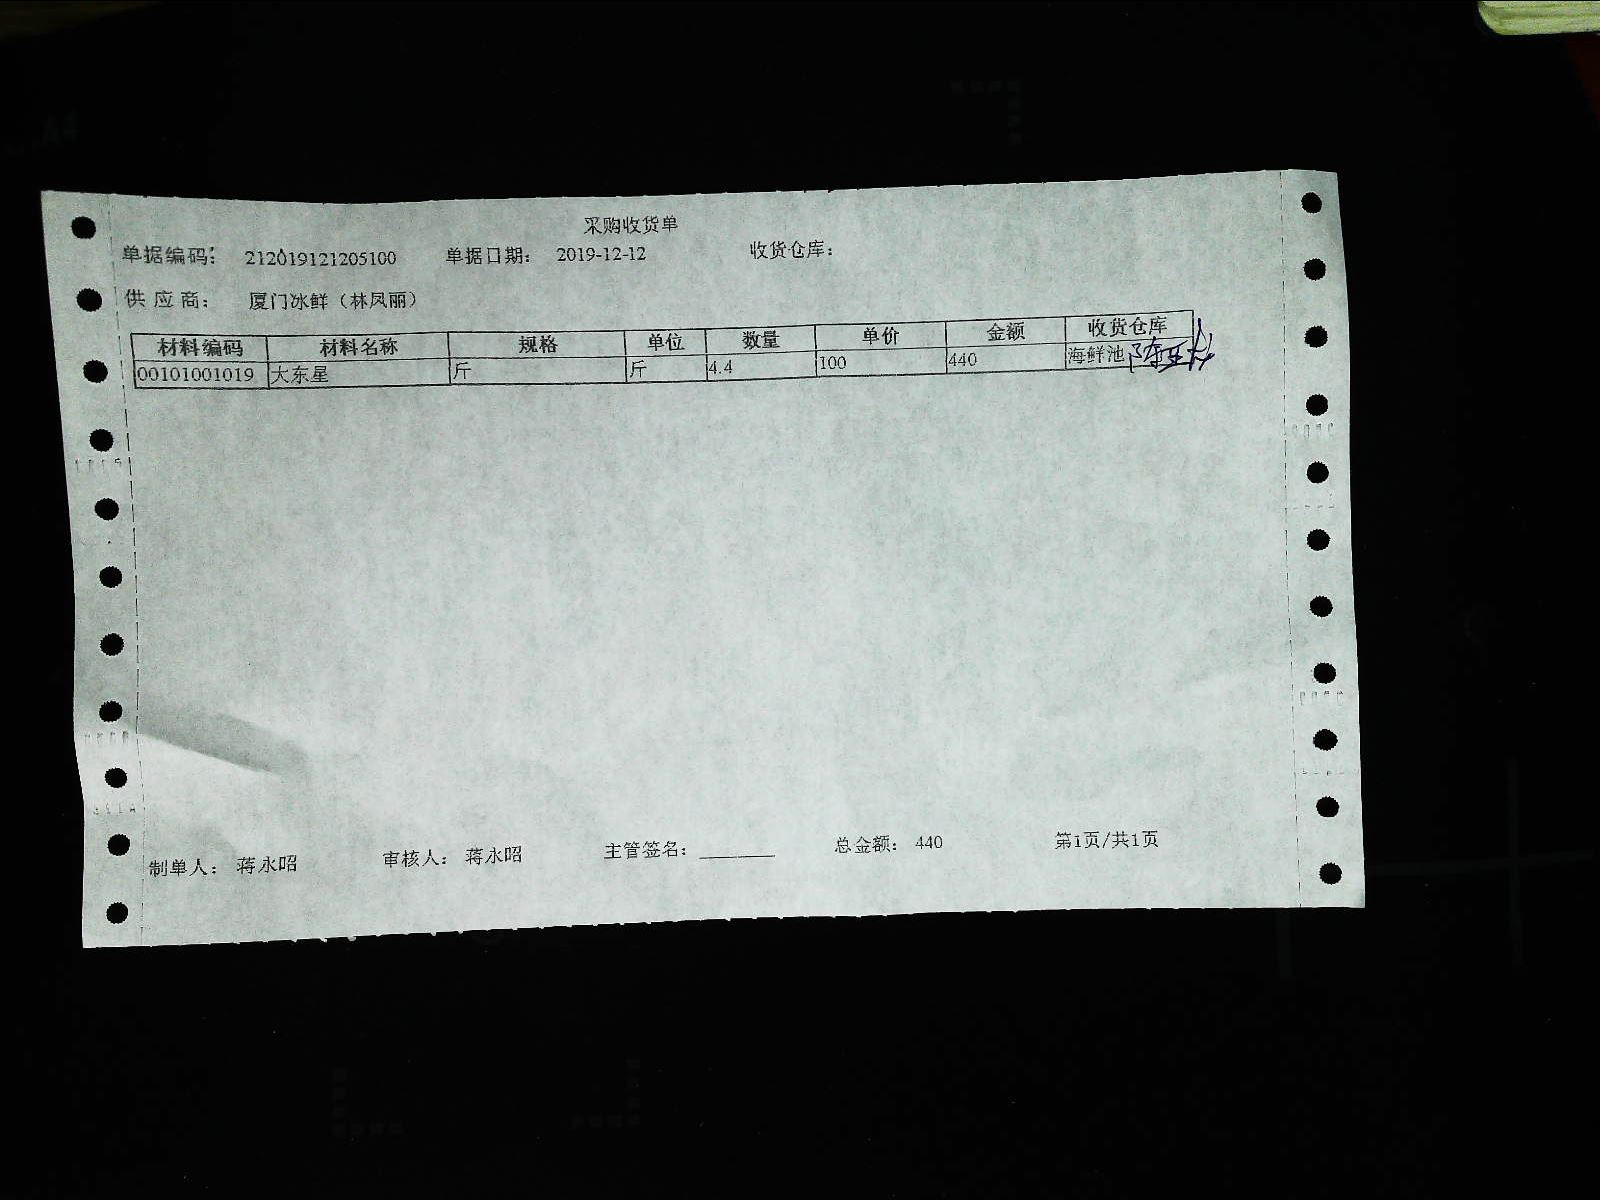 采购收货单
单据编码： 212019121205100 单据日期： 2019-12-12 收货仓库：
供应商： 厦门冰鲜（林凤丽）
材料编码 材料名称 规格 单位 数量 单价 金额 收货仓库
00101001019 大东星 斤 斤 4.4 100 440 海鲜池
制单人： 蒋永昭 审核人： 蒋永昭 主管签名： 总金额： 440 第1页/共1页